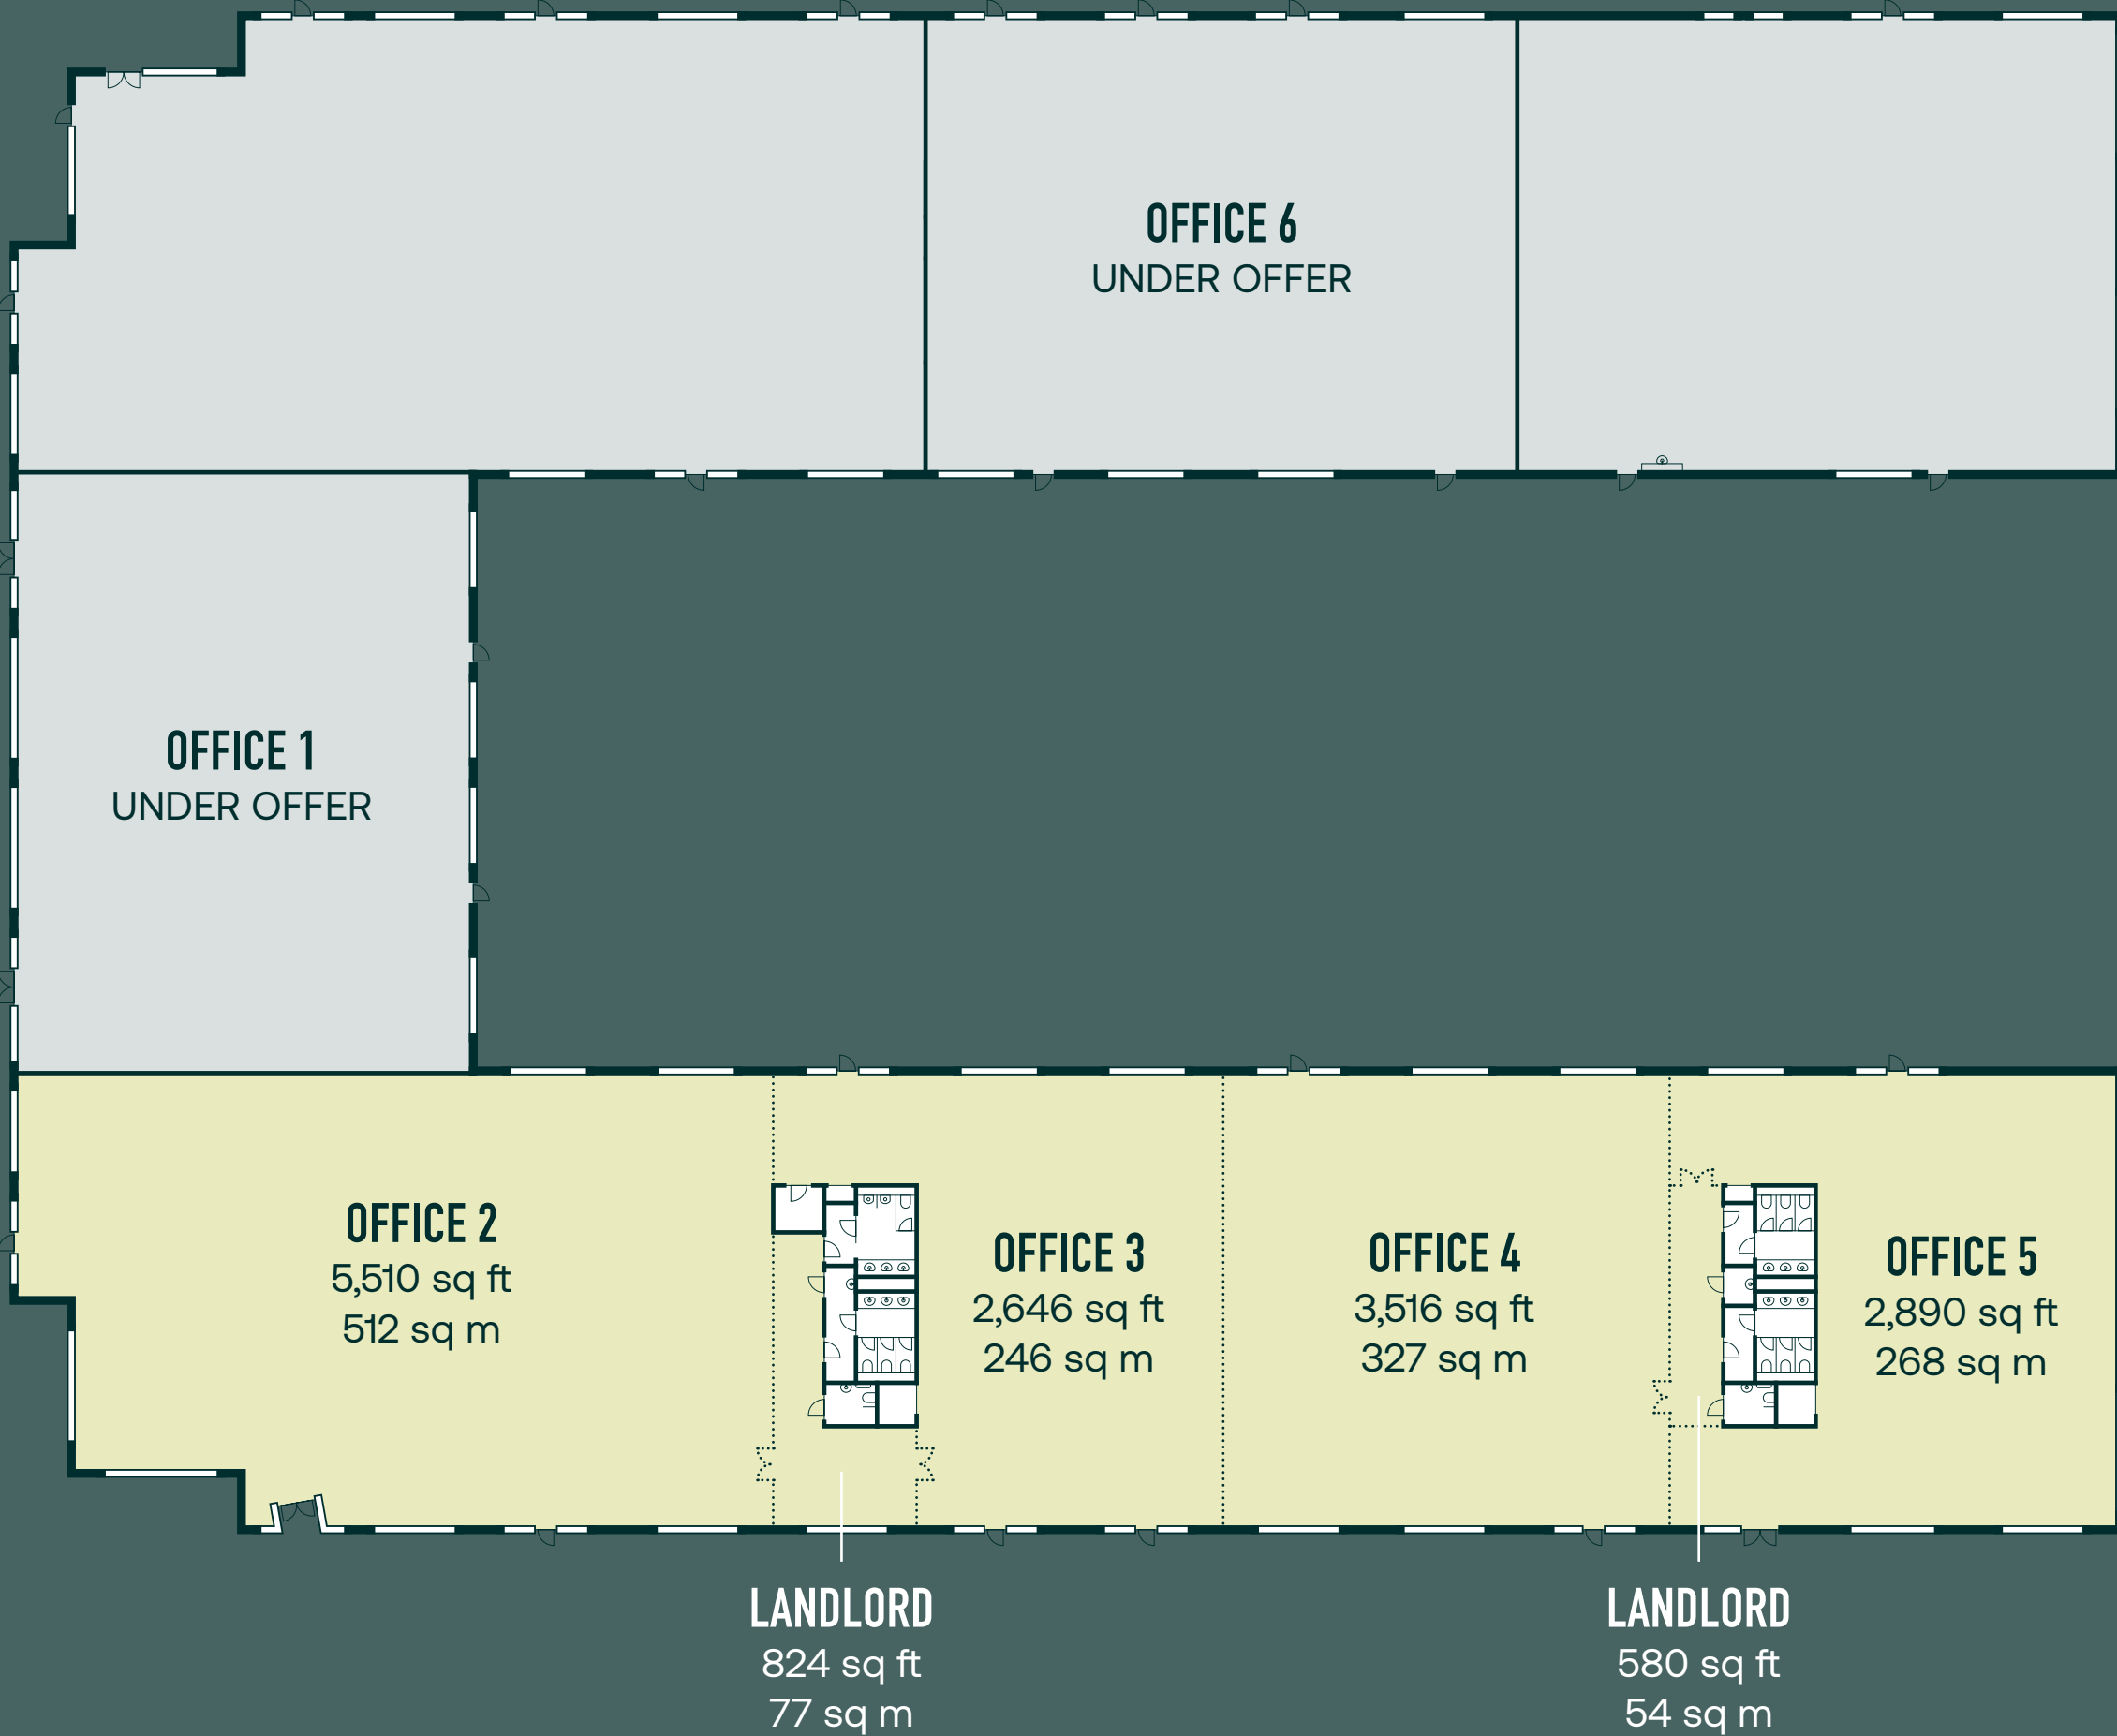 OFFICE 6
UNDER OFFER
OFFICE 1
UNDER OFFER
OFFICE 2
5,510 sq ft
512 sq m
OFFICE 3
2,646 sq ft
246 sq m
OFFICE 4
3,516 sq ft
327 sq m
OFFICE 5
2,890 sq ft
268 sq m
LANDLORD
824 sq ft
77 sq m
LANDLORD
580 sq ft
54 sq m